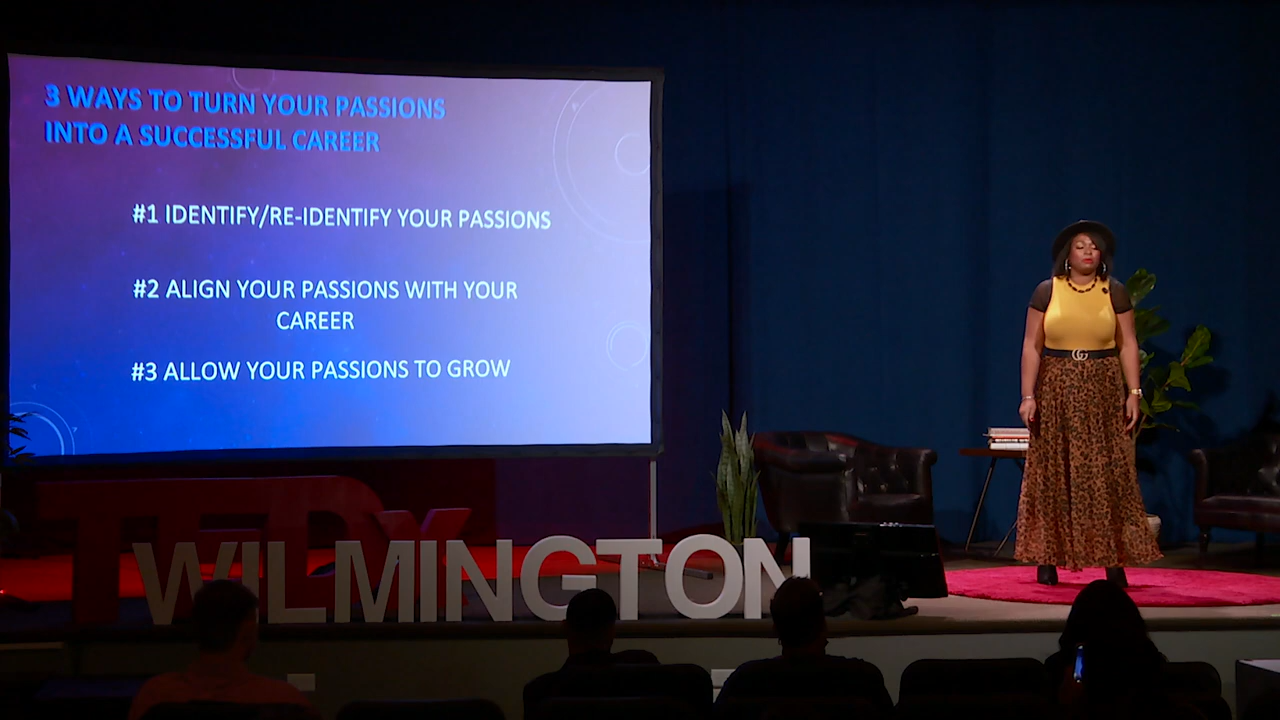 3 WAYS TO TURN YOUR PASSIONS
INTO A SUCCESSFUL CAREER
#1 IDENTIFY/RE-IDENTIFY YOUR PASSIONS
#2 ALIGN YOUR PASSIONS WITH YOUR
CAREER
#3 ALLOW YOUR PASSIONS TO GROW
TEDx
WILMINGTON